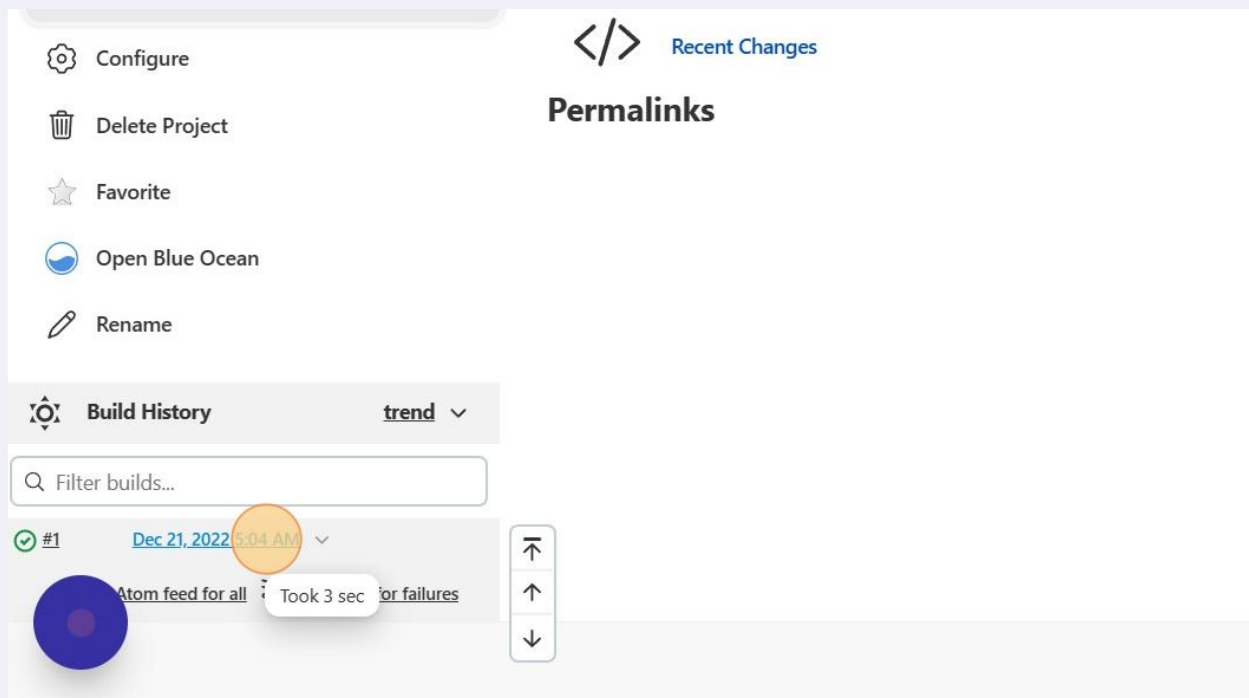 Configure
Delete Project
Favorite
Open Blue Ocean
Rename
Build History trend
Filter builds...
#1 Dec 21, 2022 5:04 AM
Atom feed for all for failures
Took 3 sec
</> Recent Changes
Permalinks